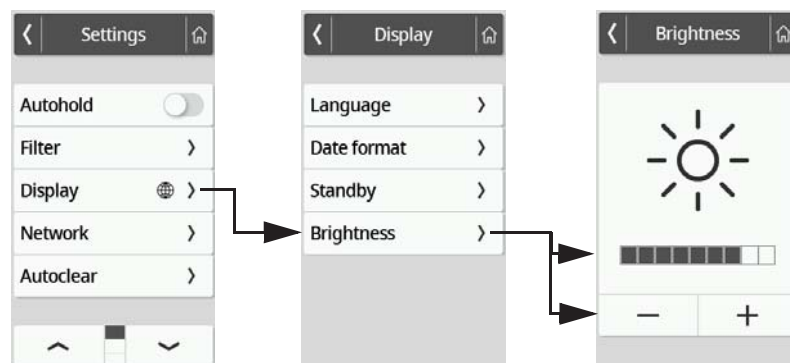 Settings
Autohold
Filter
Display
Network
Autoclear
Display
Language
Date format
Standby
Brightness
Brightness